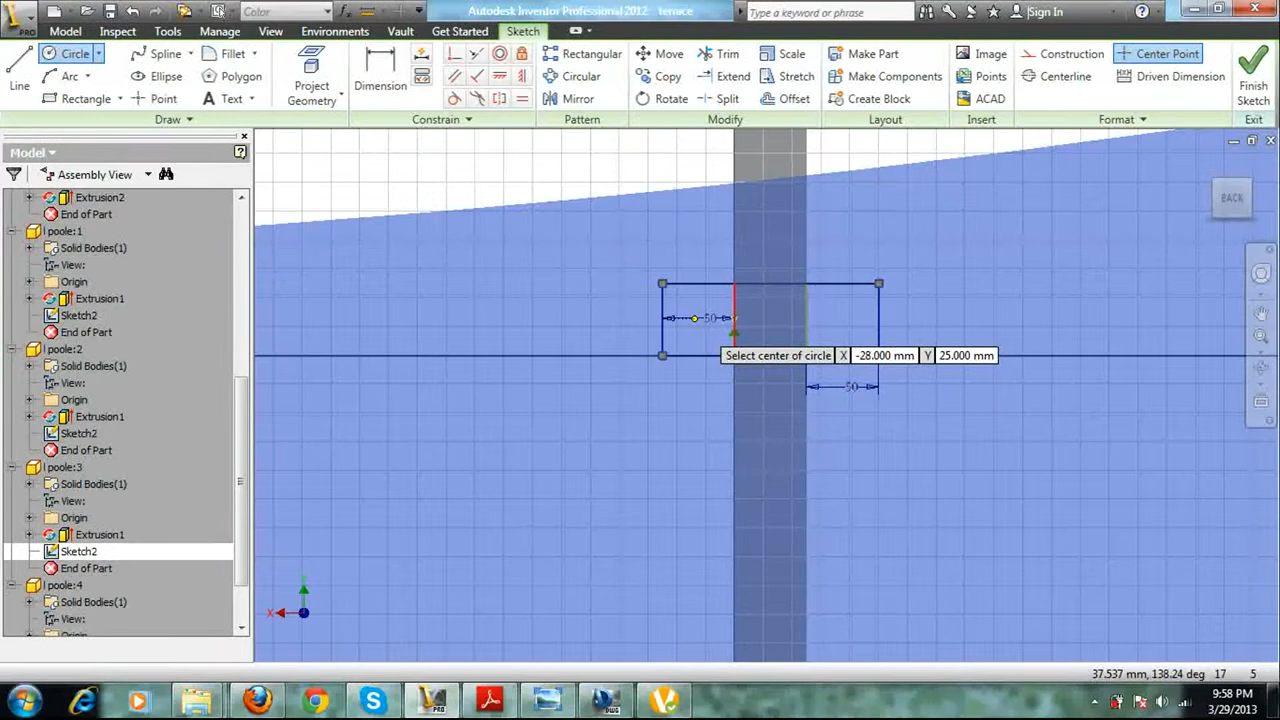 Color
Autodesk Inventor Professional 2012 terrace
Type a keyword or phrase
Sign In
PRO
Model Inspect Tools Manage View Environments Vault Get Started Sketch
Line
Circle
Arc
Rectangle
Spline
Ellipse
Point
Fillet
Polygon
Text
Project
Geometry
Dimension
Rectangular
Circular
Mirror
Move
Copy
Rotate
Trim
Extend
Split
Scale
Stretch
Offset
Make Part
Make Components
Create Block
Image
Points
ACAD
Construction
Centerline
Center Point
Driven Dimension
Finish
Sketch
Draw Constrain Pattern Modify Layout Insert Format Exit
Model
Assembly View
Extrusion2
End of Part
l poole:1
Solid Bodies(1)
View:
Origin
Extrusion1
Sketch2
End of Part
l poole:2
Solid Bodies(1)
View:
Origin
Extrusion1
Sketch2
End of Part
l poole:3
Solid Bodies(1)
View:
Origin
Extrusion1
Sketch2
End of Part
l poole:4
Solid Bodies(1)
View:
BACK
50
Select center of circle X -28.000 mm Y 25.000 mm
50
X
37.537 mm, 138.24 deg 17 5
PRO
DWG
9:58 PM
3/29/2013